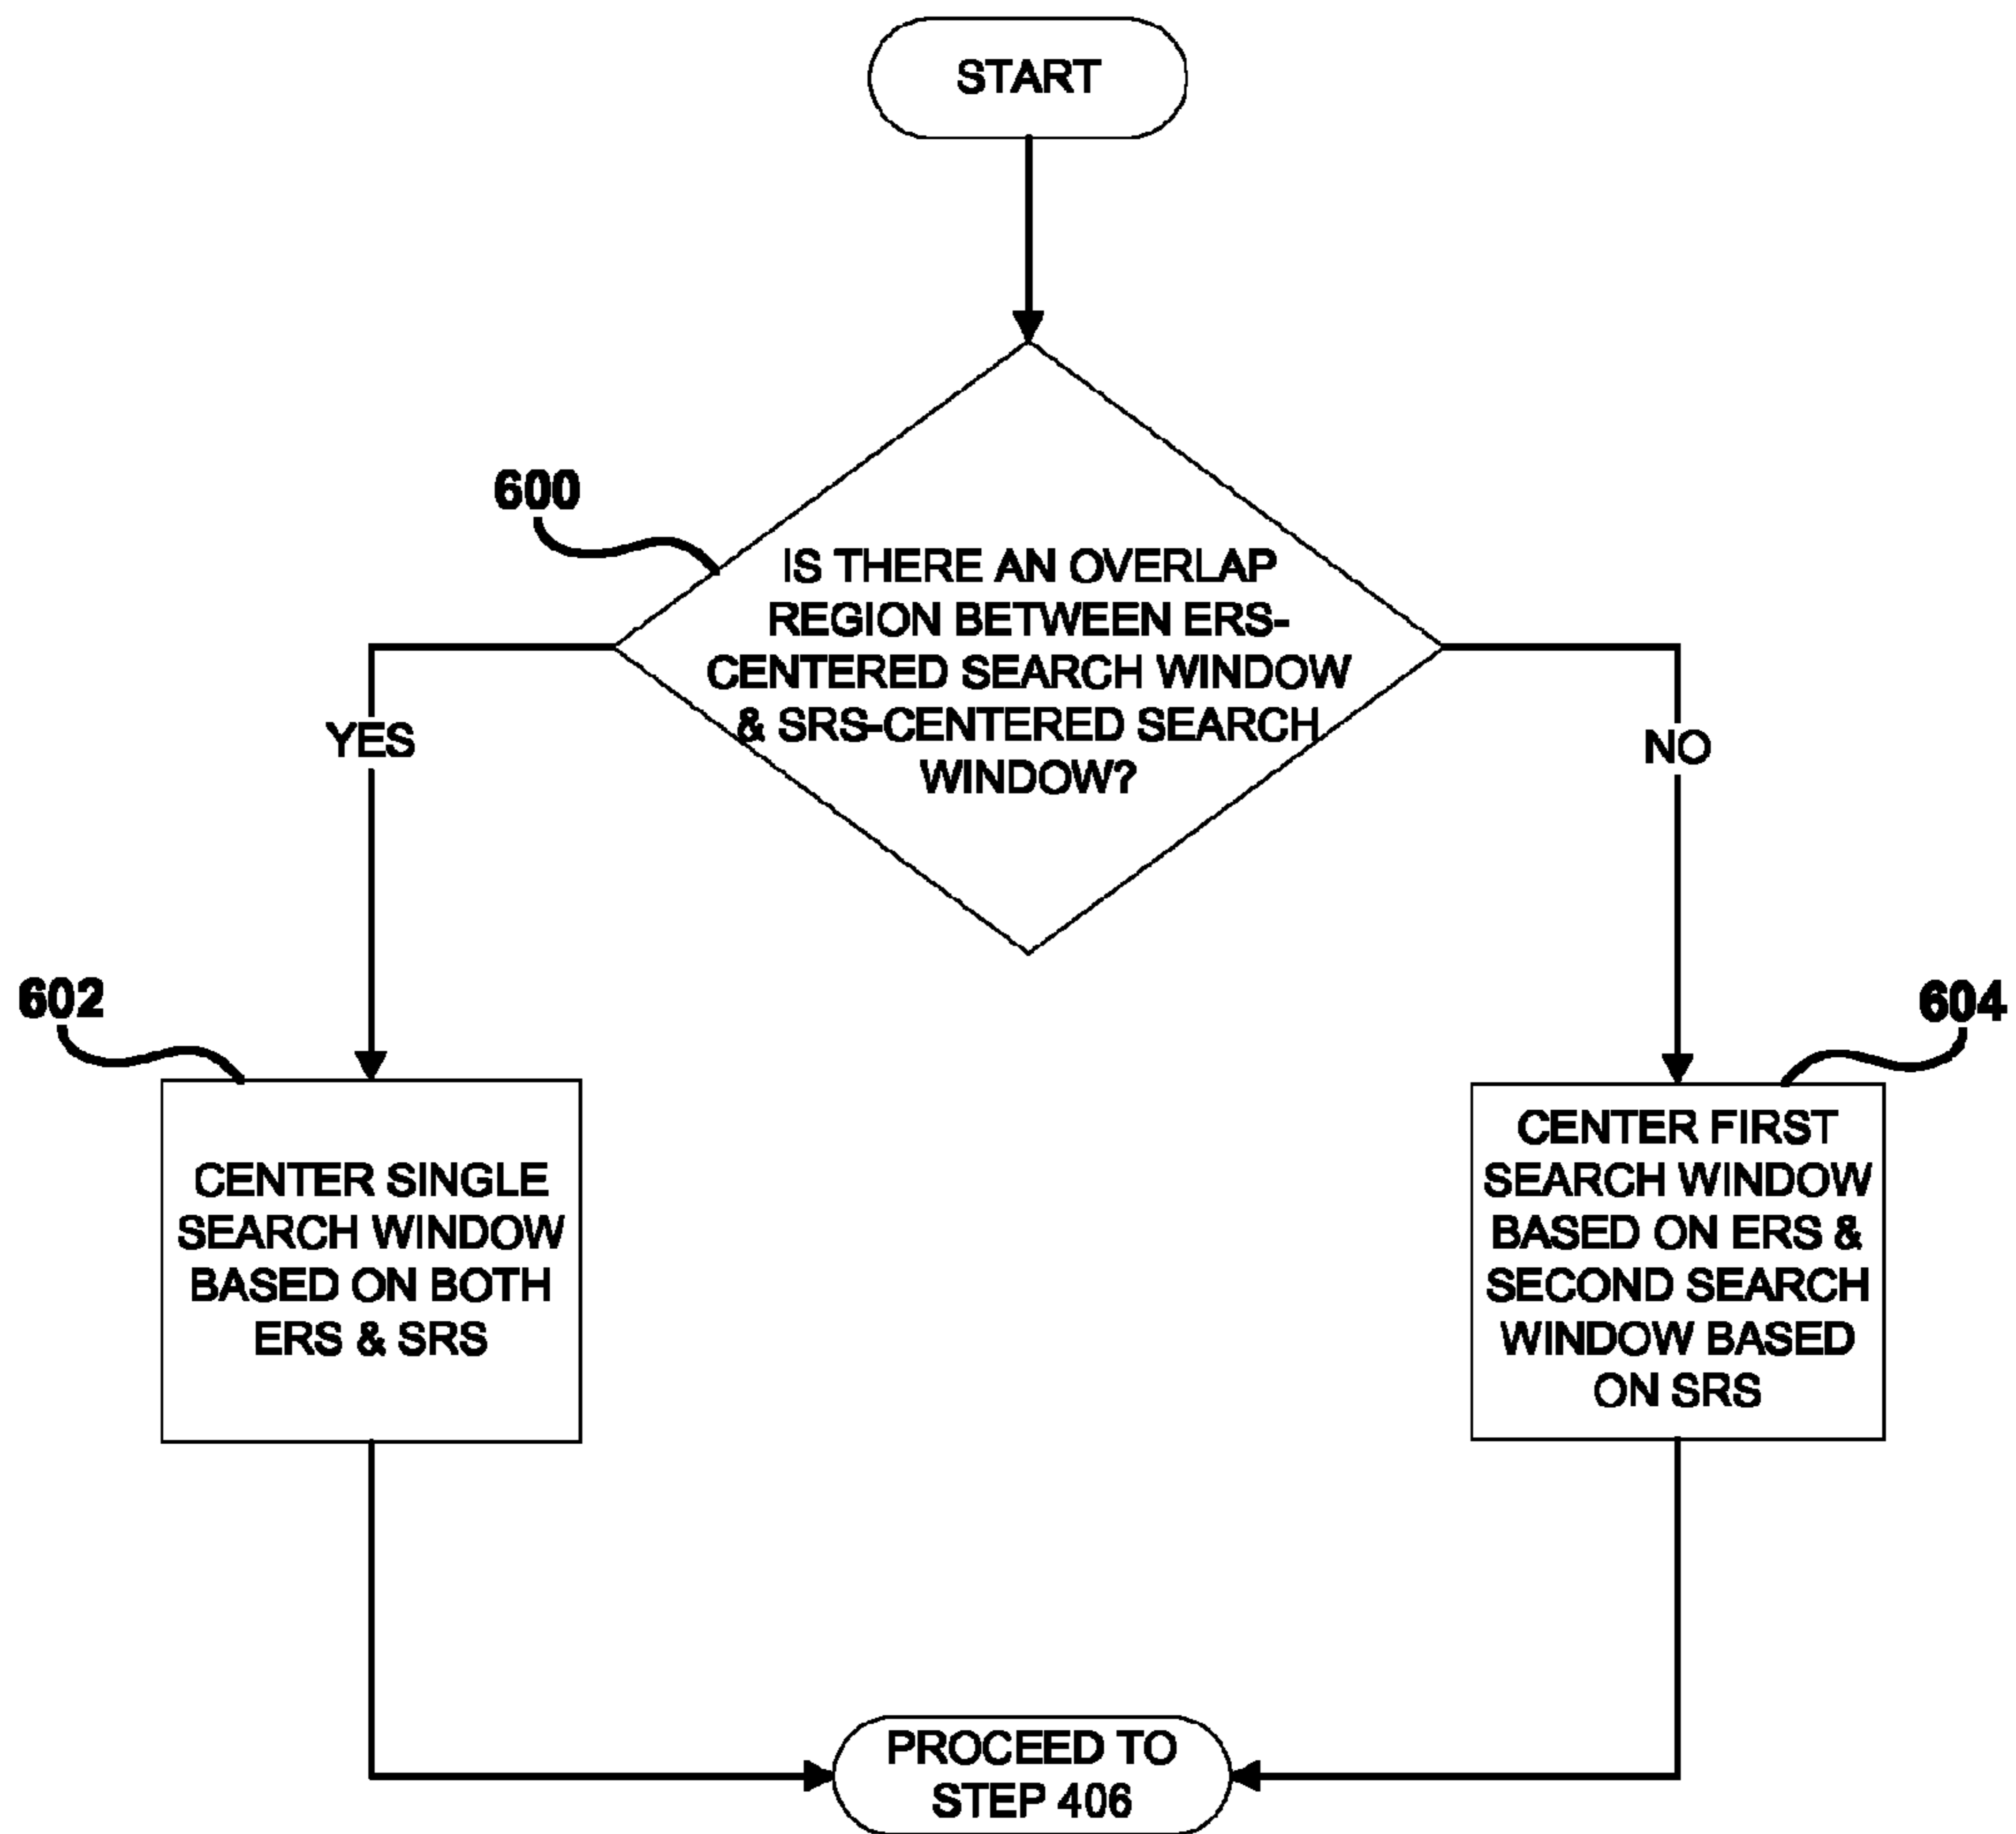 START
600
IS THERE AN OVERLAP
REGION BETWEEN ERS-
CENTERED SEARCH WINDOW
& SRS-CENTERED SEARCH
WINDOW?
YES
NO
602
604
CENTER SINGLE
SEARCH WINDOW
BASED ON BOTH
ERS & SRS
CENTER FIRST
SEARCH WINDOW
BASED ON ERS &
SECOND SEARCH
WINDOW BASED
ON SRS
PROCEED TO
STEP 406